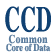 CCD
Common
Core of Data